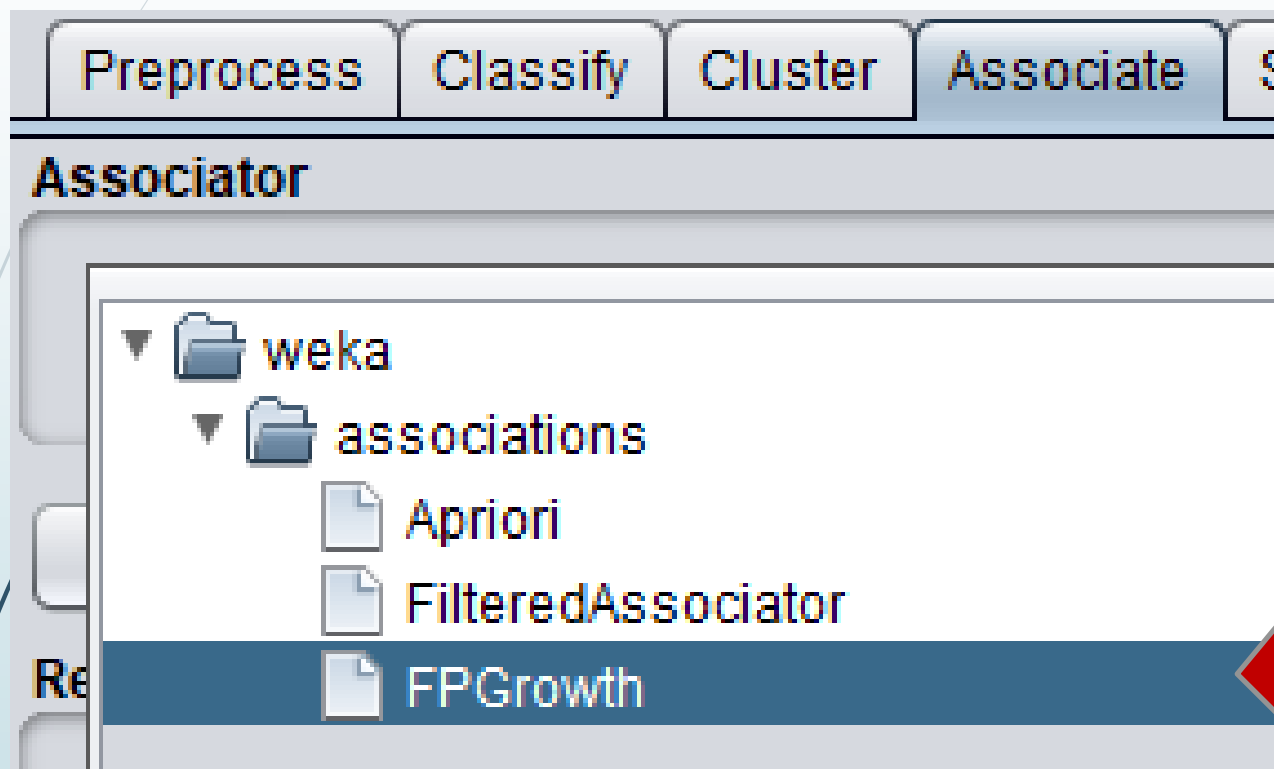 Preprocess Classify Cluster Associate
Associator
weka
associations
Apriori
FilteredAssociator
FPGrowth